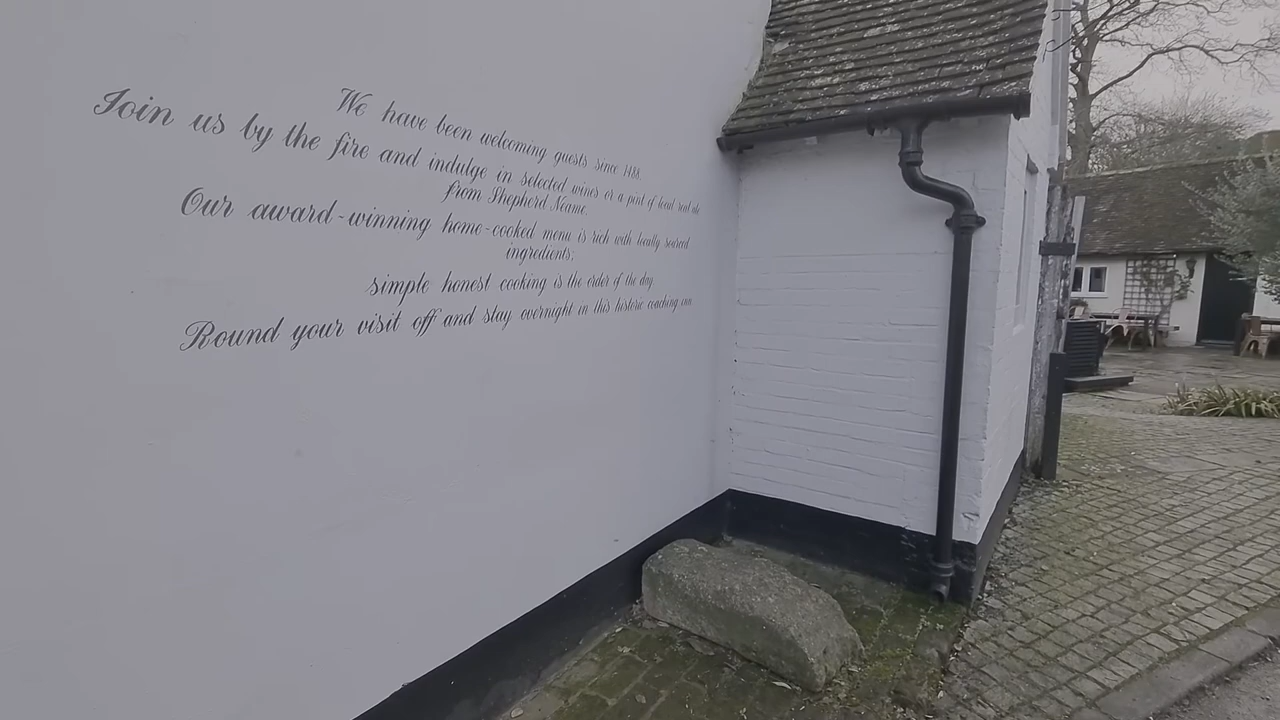 We have been welcoming guests since 1488.
Join us by the fire and indulge in selected wines or a pint of local real ale
from Shepherd Neame.
Our award-winning home-cooked menu is rich with locally sourced
ingredients;
simple honest cooking is the order of the day.
Round your visit off and stay overnight in this historic coaching inn.